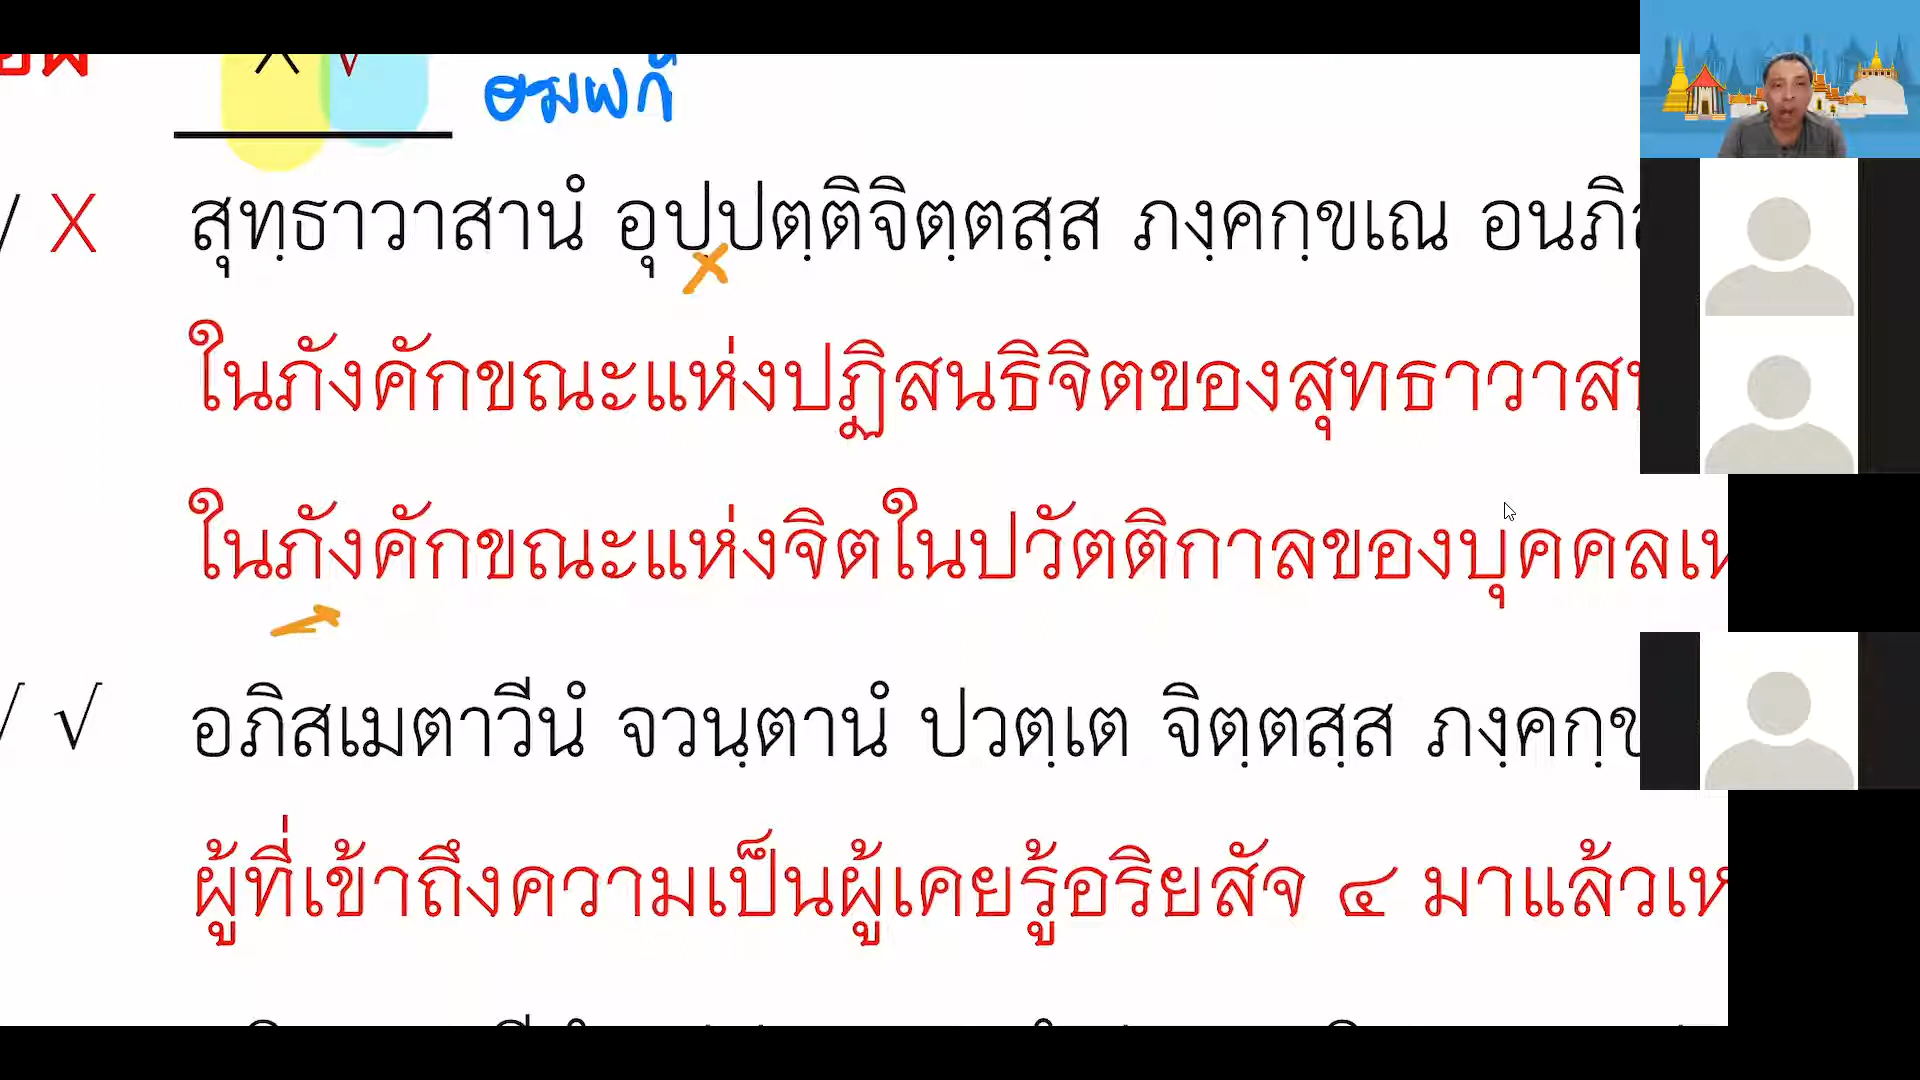 X √
X สุทฺธาวาสานํ อุปฺปตฺติจิตฺตสฺส ภงฺคกฺขเณ อนภิ
ในภังคักขณะแห่งปฏิสนธิจิตของสุทธาวาส
ในภังคักขณะแห่งจิตในปวัตติกาลของบุคคลเห
√ √ อภิสเมตาวีนํ จวนฺตานํ ปวตฺเต จิตฺตสฺส ภงฺคกฺข
ผู้ที่เข้าถึงความเป็นผู้เคยรู้อริยสัจ ๔ มาแล้วเห